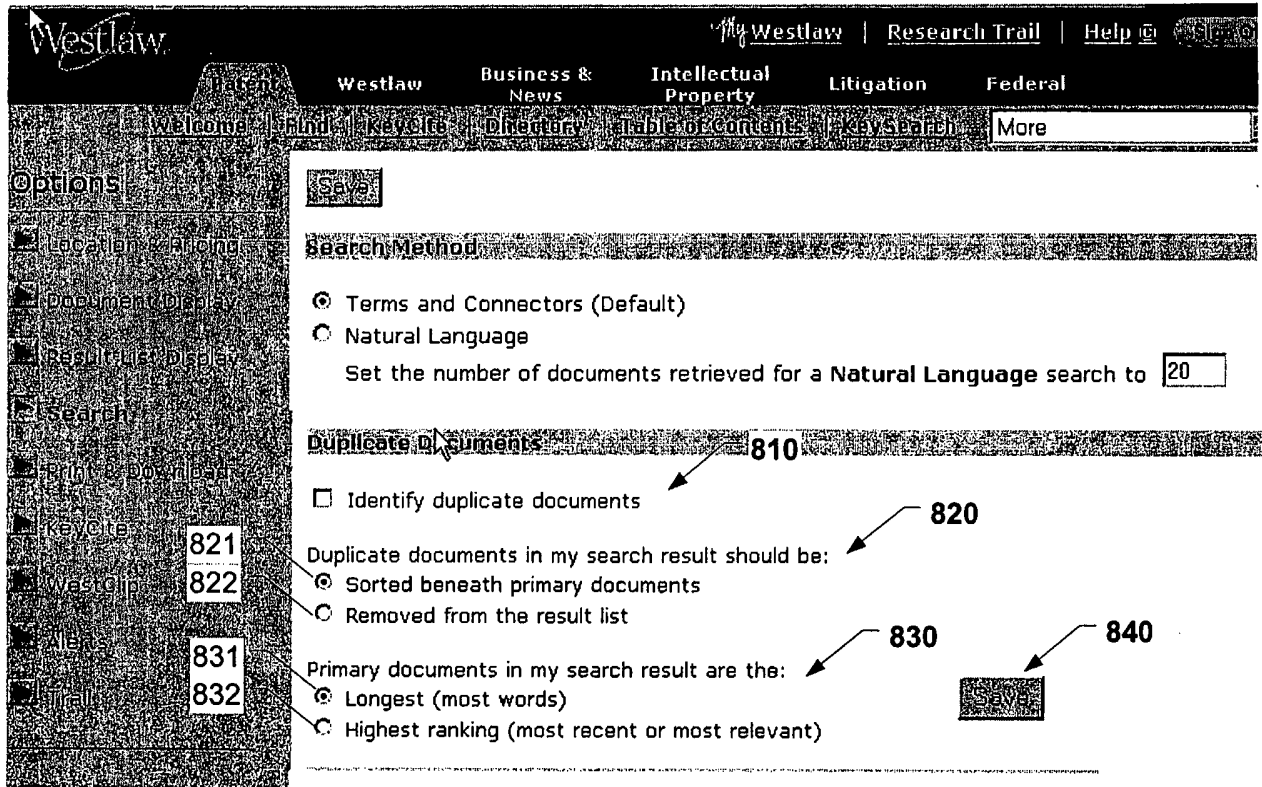 Westlaw.
My Westlaw | Research Trail | Help
Patent Westlaw Business & News Intellectual Property Litigation Federal
Welcome | Find | KeyCite | Directory | Table of Contents | KeySearch More
Options
Save
Location & Pricing
Search Method
Document Display
Terms and Connectors (Default)
Natural Language
Result List Display
Set the number of documents retrieved for a Natural Language search to 20
Search
Duplicate Documents
810
Print & Download
Identify duplicate documents
KeyCite
820
821
Duplicate documents in my search result should be:
WestClip
822
Sorted beneath primary documents
Removed from the result list
Alert
830
840
831
Primary documents in my search result are the:
832
Longest (most words)
Save
Highest ranking (most recent or most relevant)